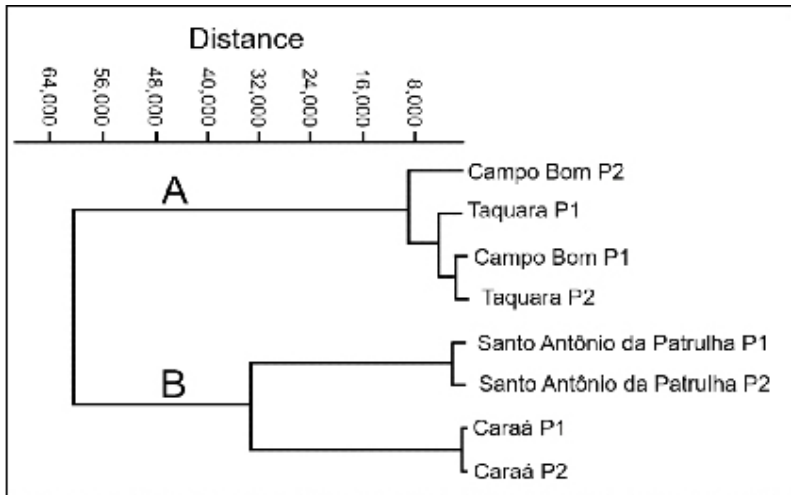 Distance
64,000
56,000
48,000
40,000
32,000
24,000
16,000
8,000
A
Campo Bom P2
Taquara P1
Campo Bom P1
Taquara P2
Santo Antônio da Patrulha P1
B
Santo Antônio da Patrulha P2
Caraá P1
Caraá P2